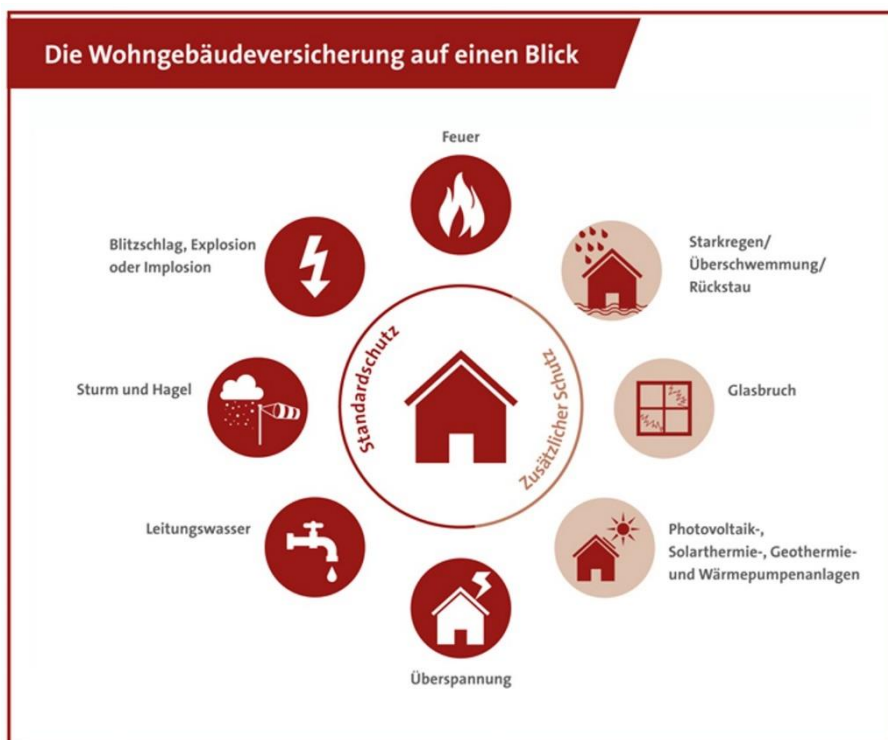 Die Wohngebäudeversicherung auf einen Blick
Feuer
Blitzschlag, Explosion
oder Implosion
Starkregen/
Überschwemmung/
Rückstau
Standardschutz
Zusätzlicher Schutz
Sturm und Hagel
Glasbruch
Leitungswasser
Photovoltaik-,
Solarthermie-, Geothermie-
und Wärmepumpenanlagen
Überspannung